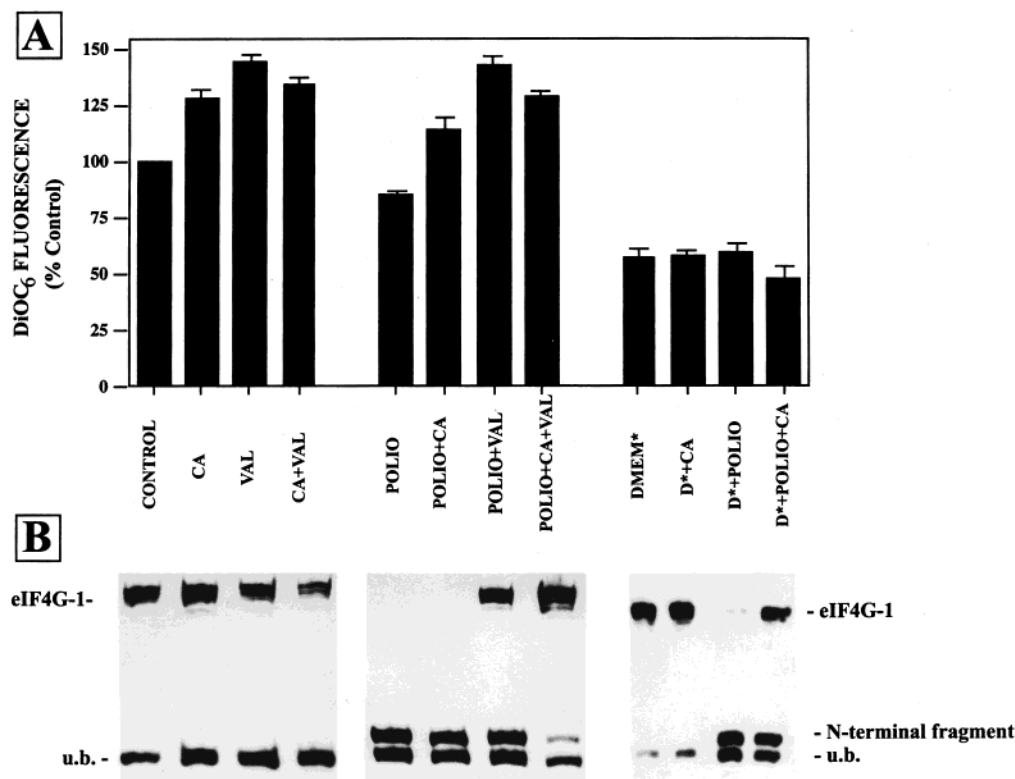 A
DiOC6 FLUORESCENCE
(% Control)
150
125
100
75
50
25
0
CONTROL
CA
VAL
CA+VAL
POLIO
POLIO+CA
POLIO+VAL
POLIO+CA+VAL
DMEM*
D*+CA
D*+POLIO
D*+POLIO+CA
B
eIF4G-1-
u.b. -
- eIF4G-1
- N-terminal fragment
- u.b.